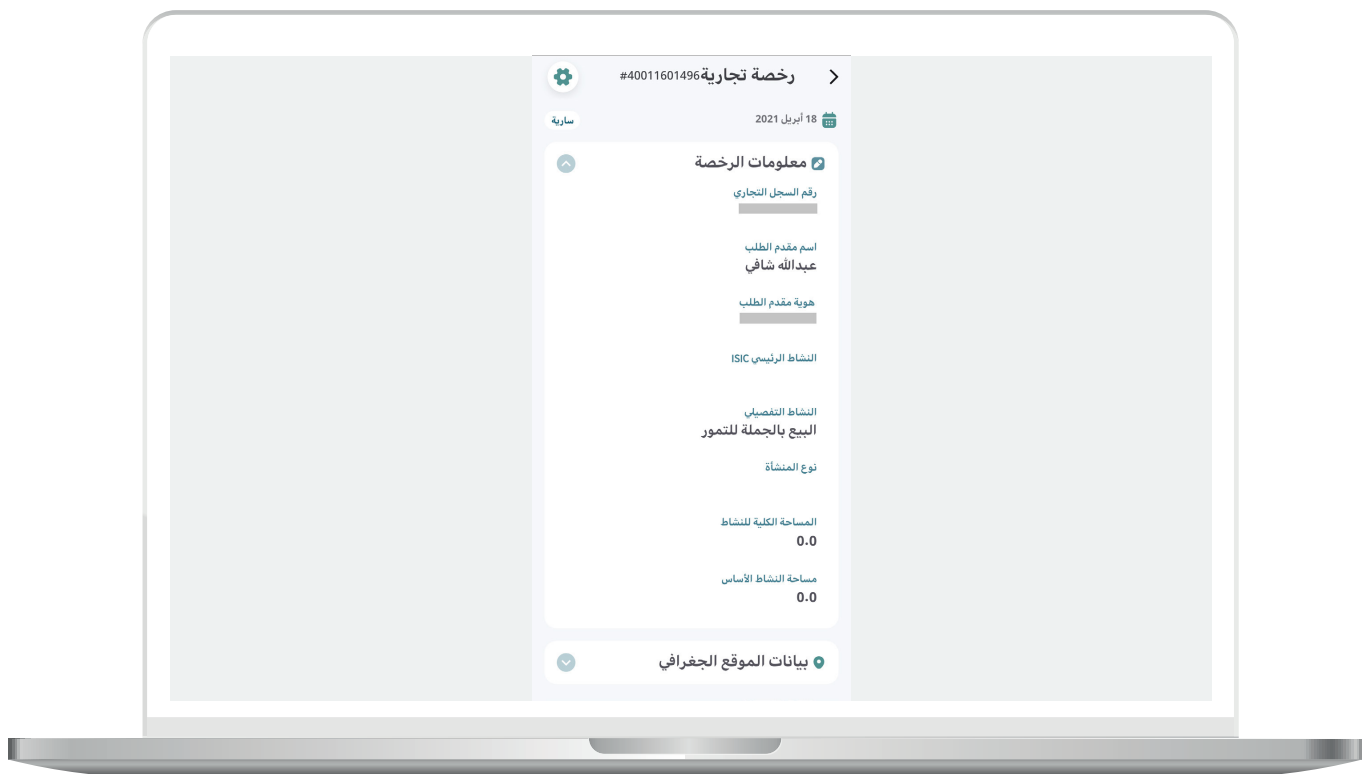 رخصة تجارية #40011601496
18 أبريل 2021
سارية
معلومات الرخصة
رقم السجل التجاري
اسم مقدم الطلب
عبدالله شافي
هوية مقدم الطلب
النشاط الرئيسي ISIC
النشاط التفصيلي
البيع بالجملة للتمور
نوع المنشأة
المساحة الكلية للنشاط
0.0
مساحة النشاط الأساس
0.0
بيانات الموقع الجغرافي